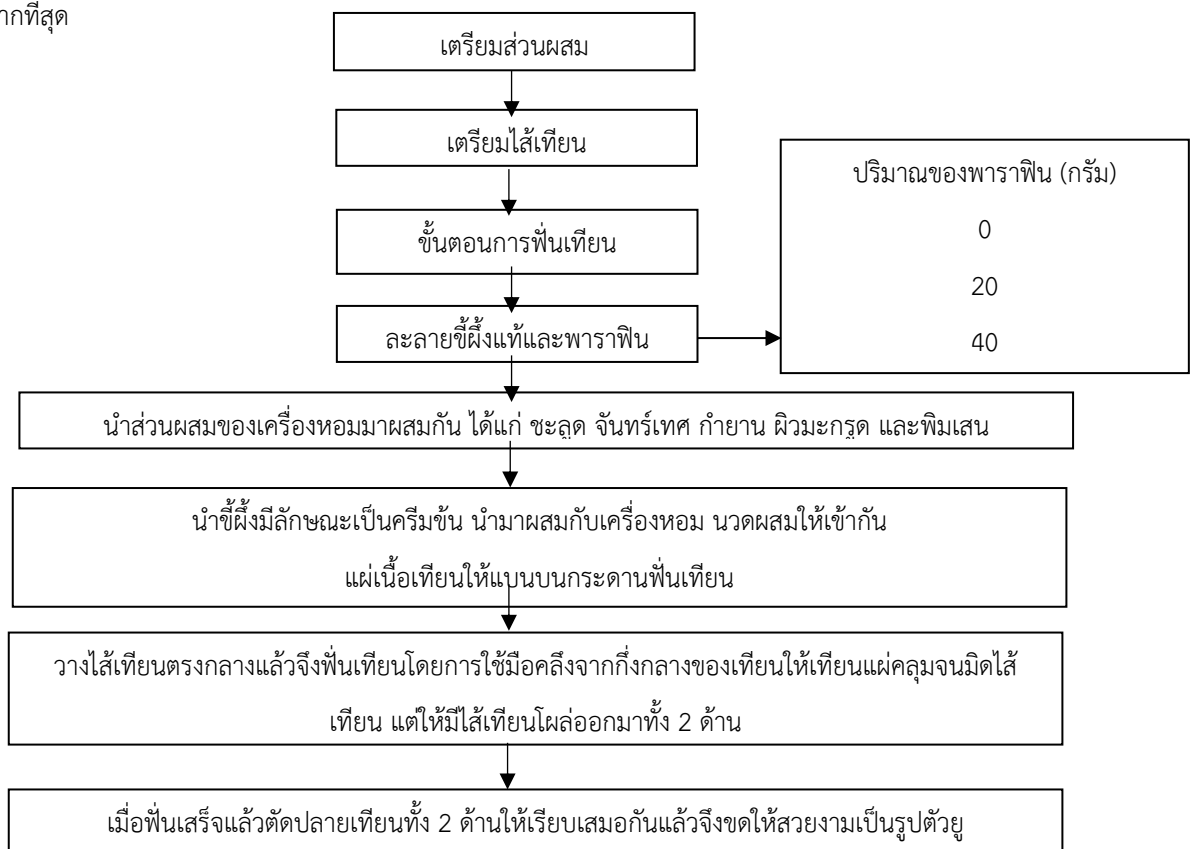 ากที่สุด
เตรียมส่วนผสม
เตรียมไส้เทียน
ขั้นตอนการฟั่นเทียน
ละลายขี้ผึ้งแท้และพาราฟิน
ปริมาณของพาราฟิน (กรัม)
0
20
40
นำส่วนผสมของเครื่องหอมมาผสมกัน ได้แก่ ชะลูด จันทร์เทศ กำยาน ผิวมะกรูด และพิมเสน
นำขี้ผึ้งมีลักษณะเป็นครีมข้น นำมาผสมกับเครื่องหอม นวดผสมให้เข้ากัน
แผ่เนื้อเทียนให้แบนบนกระดานฟั่นเทียน
วางไส้เทียนตรงกลางแล้วจึงฟั่นเทียนโดยการใช้มือคลึงจากกึ่งกลางของเทียนให้เทียนแผ่คลุมจนมิดไส้
เทียน แต่ให้มีไส้เทียนโผล่ออกมาทั้ง 2 ด้าน
เมื่อฟั่นเสร็จแล้วตัดปลายเทียนทั้ง 2 ด้านให้เรียบเสมอกันแล้วจึงขดให้สวยงามเป็นรูปตัวยู